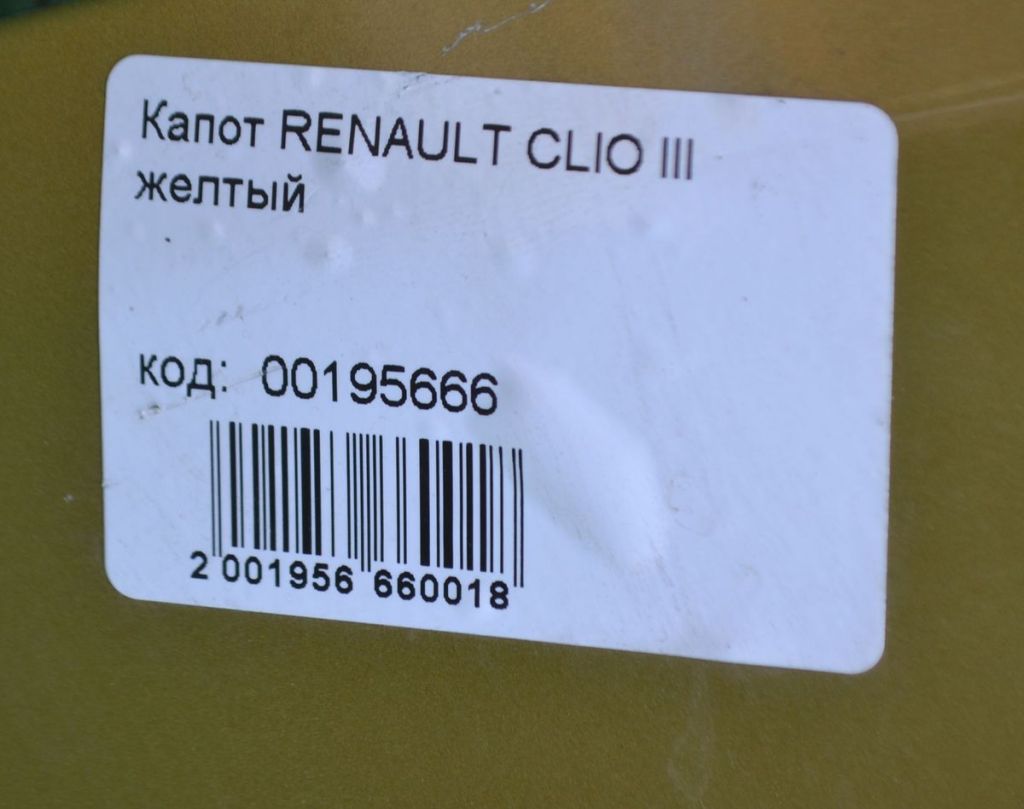 Капот RENAULT CLIO III
желтый
код: 00195666
2 001956 660018